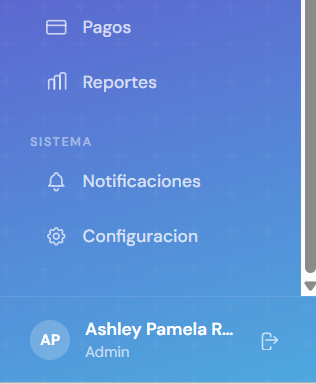 Pagos
Reportes
SISTEMA
Notificaciones
Configuracion
AP
Ashley Pamela R...
Admin